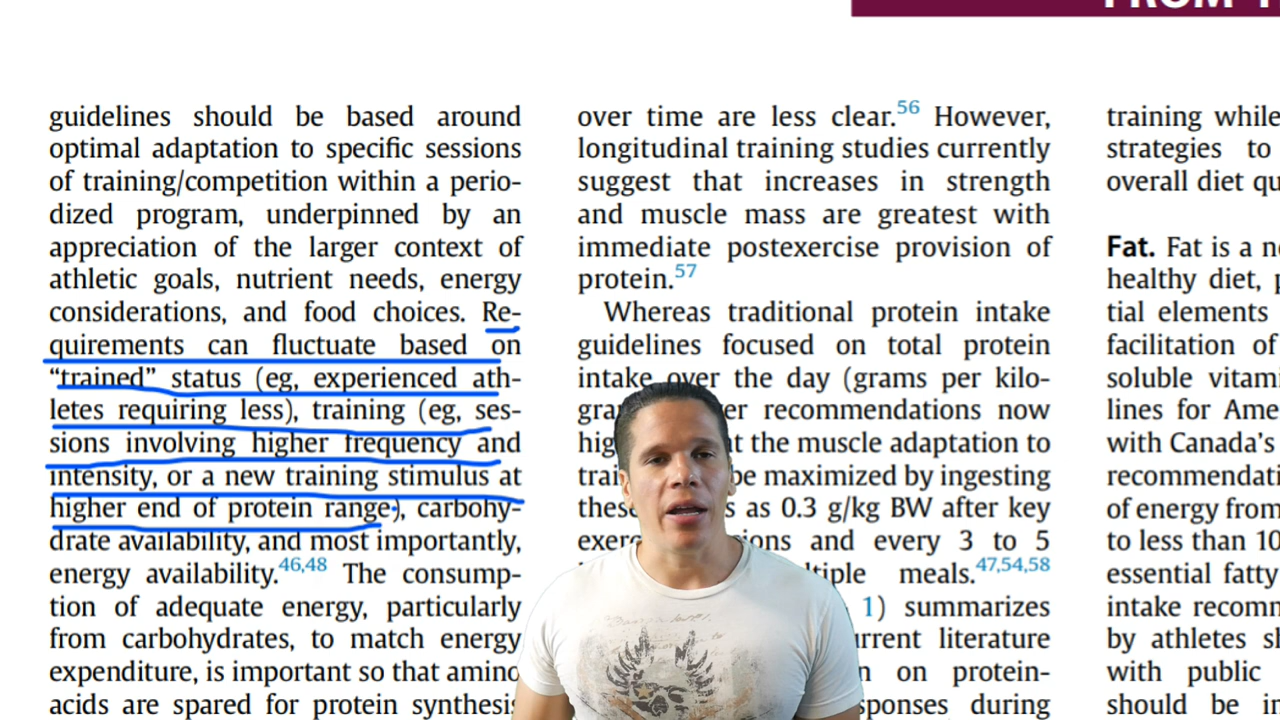 FROM T
guidelines should be based around
optimal adaptation to specific sessions
of training/competition within a perio-
dized program, underpinned by an
appreciation of the larger context of
athletic goals, nutrient needs, energy
considerations, and food choices. Re-
quirements can fluctuate based on
“trained” status (eg, experienced ath-
letes requiring less), training (eg, ses-
sions involving higher frequency and
intensity, or a new training stimulus at
higher end of protein range), carbohy-
drate availability, and most importantly,
energy availability.46,48 The consump-
tion of adequate energy, particularly
from carbohydrates, to match energy
expenditure, is important so that amino
acids are spared for protein synthesis
over time are less clear.56 However,
longitudinal training studies currently
suggest that increases in strength
and muscle mass are greatest with
immediate postexercise provision of
protein.57
Whereas traditional protein intake
guidelines focused on total protein
intake over the day (grams per kilo-
recommendations now
the muscle adaptation to
be maximized by ingesting
as 0.3 g/kg BW after key
and every 3 to 5
meals.47,54,58
1) summarizes
literature
on protein-
during
training while
strategies to
overall diet qu
Fat. Fat is a ne
healthy diet, p
tial elements
facilitation of
soluble vitami
lines for Ame
with Canada’s
recommendati
of energy from
to less than 10
essential fatty
intake recomm
by athletes sh
with public
should be in